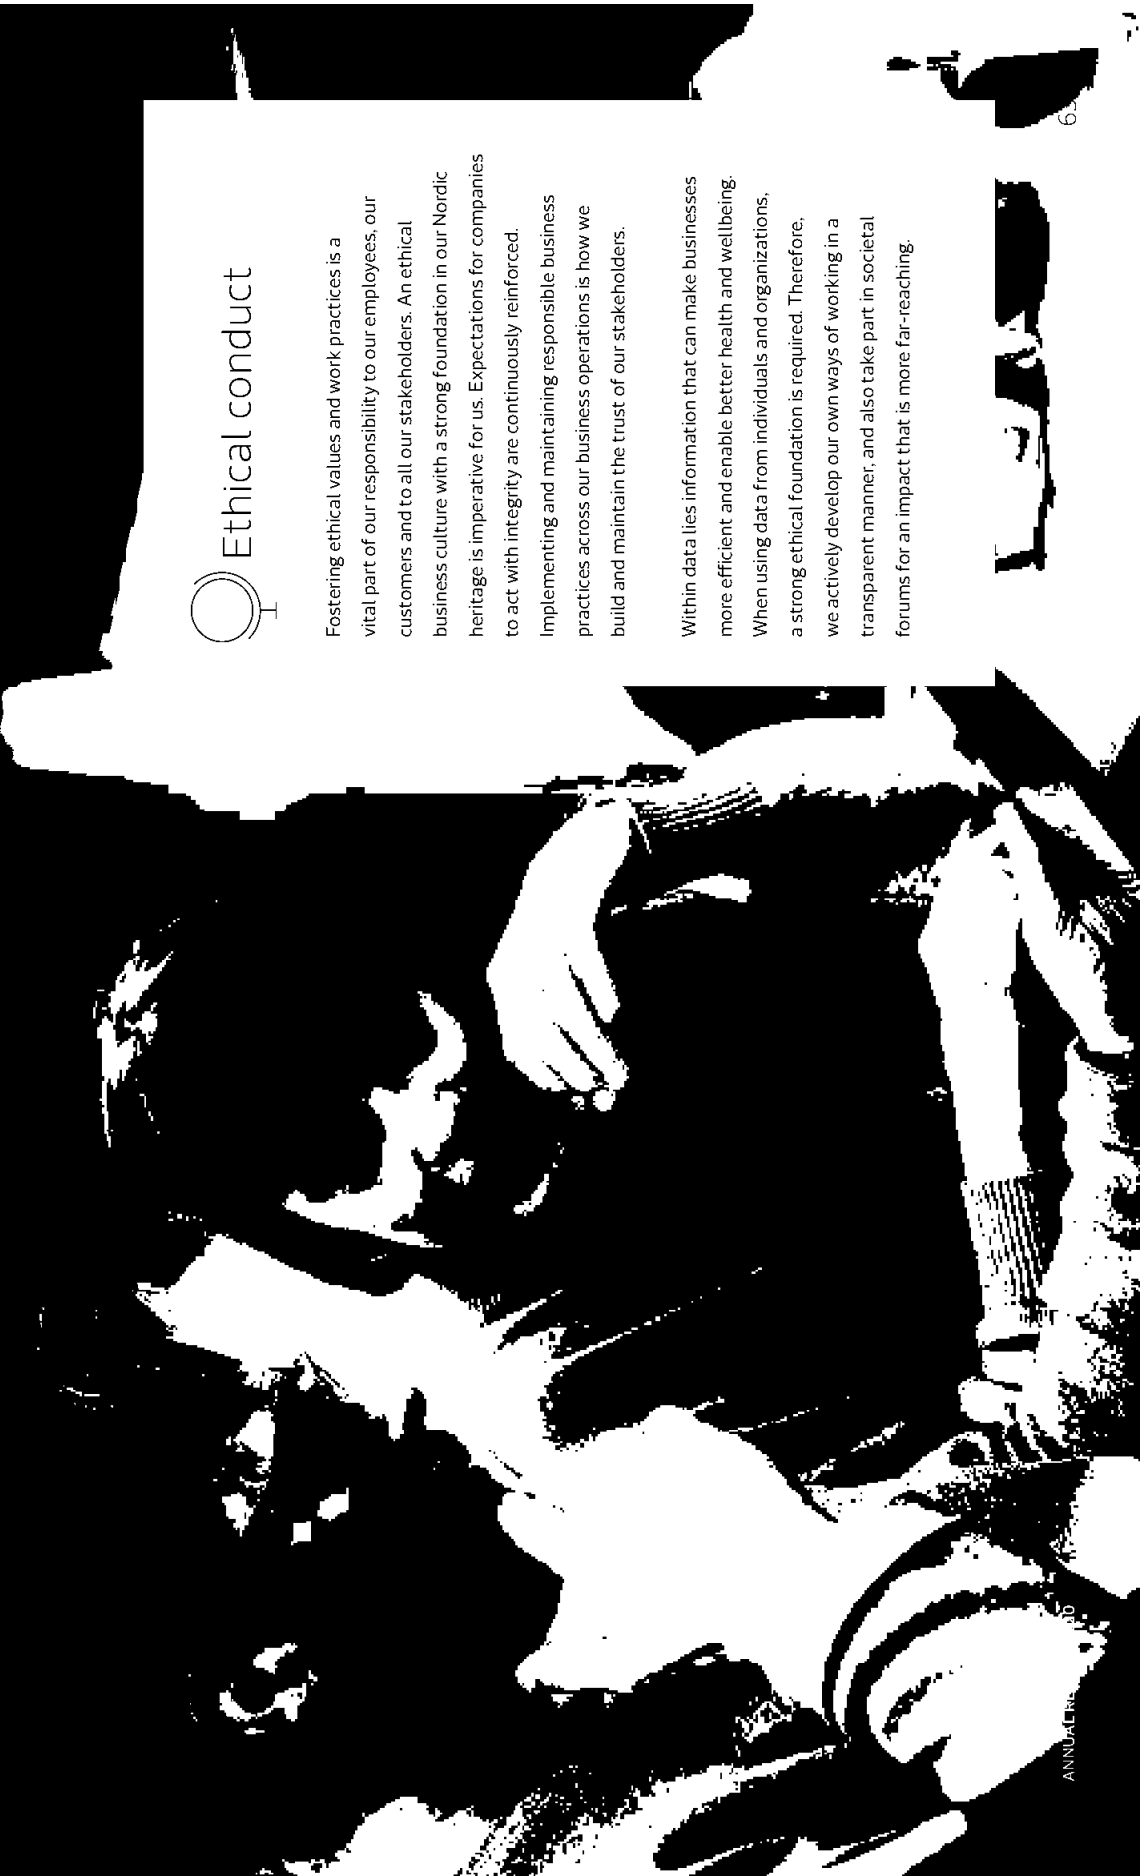 Ethical conduct
Fostering ethical values and work practices is a
vital part of our responsibility to our employees, our
customers and to all our stakeholders. An ethical
business culture with a strong foundation in our Nordic
heritage is imperative for us. Expectations for companies
to act with integrity are continuously reinforced.
Implementing and maintaining responsible business
practices across our business operations is how we
build and maintain the trust of our stakeholders.
Within data lies information that can make businesses
more efficient and enable better health and wellbeing.
When using data from individuals and organizations,
a strong ethical foundation is required. Therefore,
we actively develop our own ways of working in a
transparent manner, and also take part in societal
forums for an impact that is more far-reaching.
ANNUAL